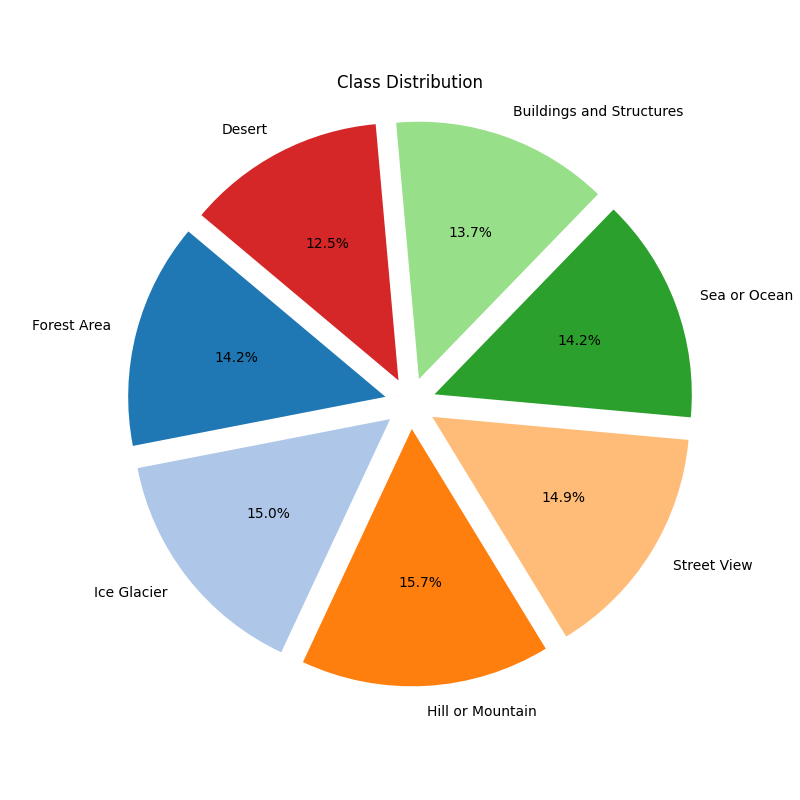 Class Distribution
Buildings and Structures
Desert
13.7%
12.5%
Sea or Ocean
Forest Area
14.2%
14.2%
14.9%
15.0%
Street View
15.7%
Ice Glacier
Hill or Mountain